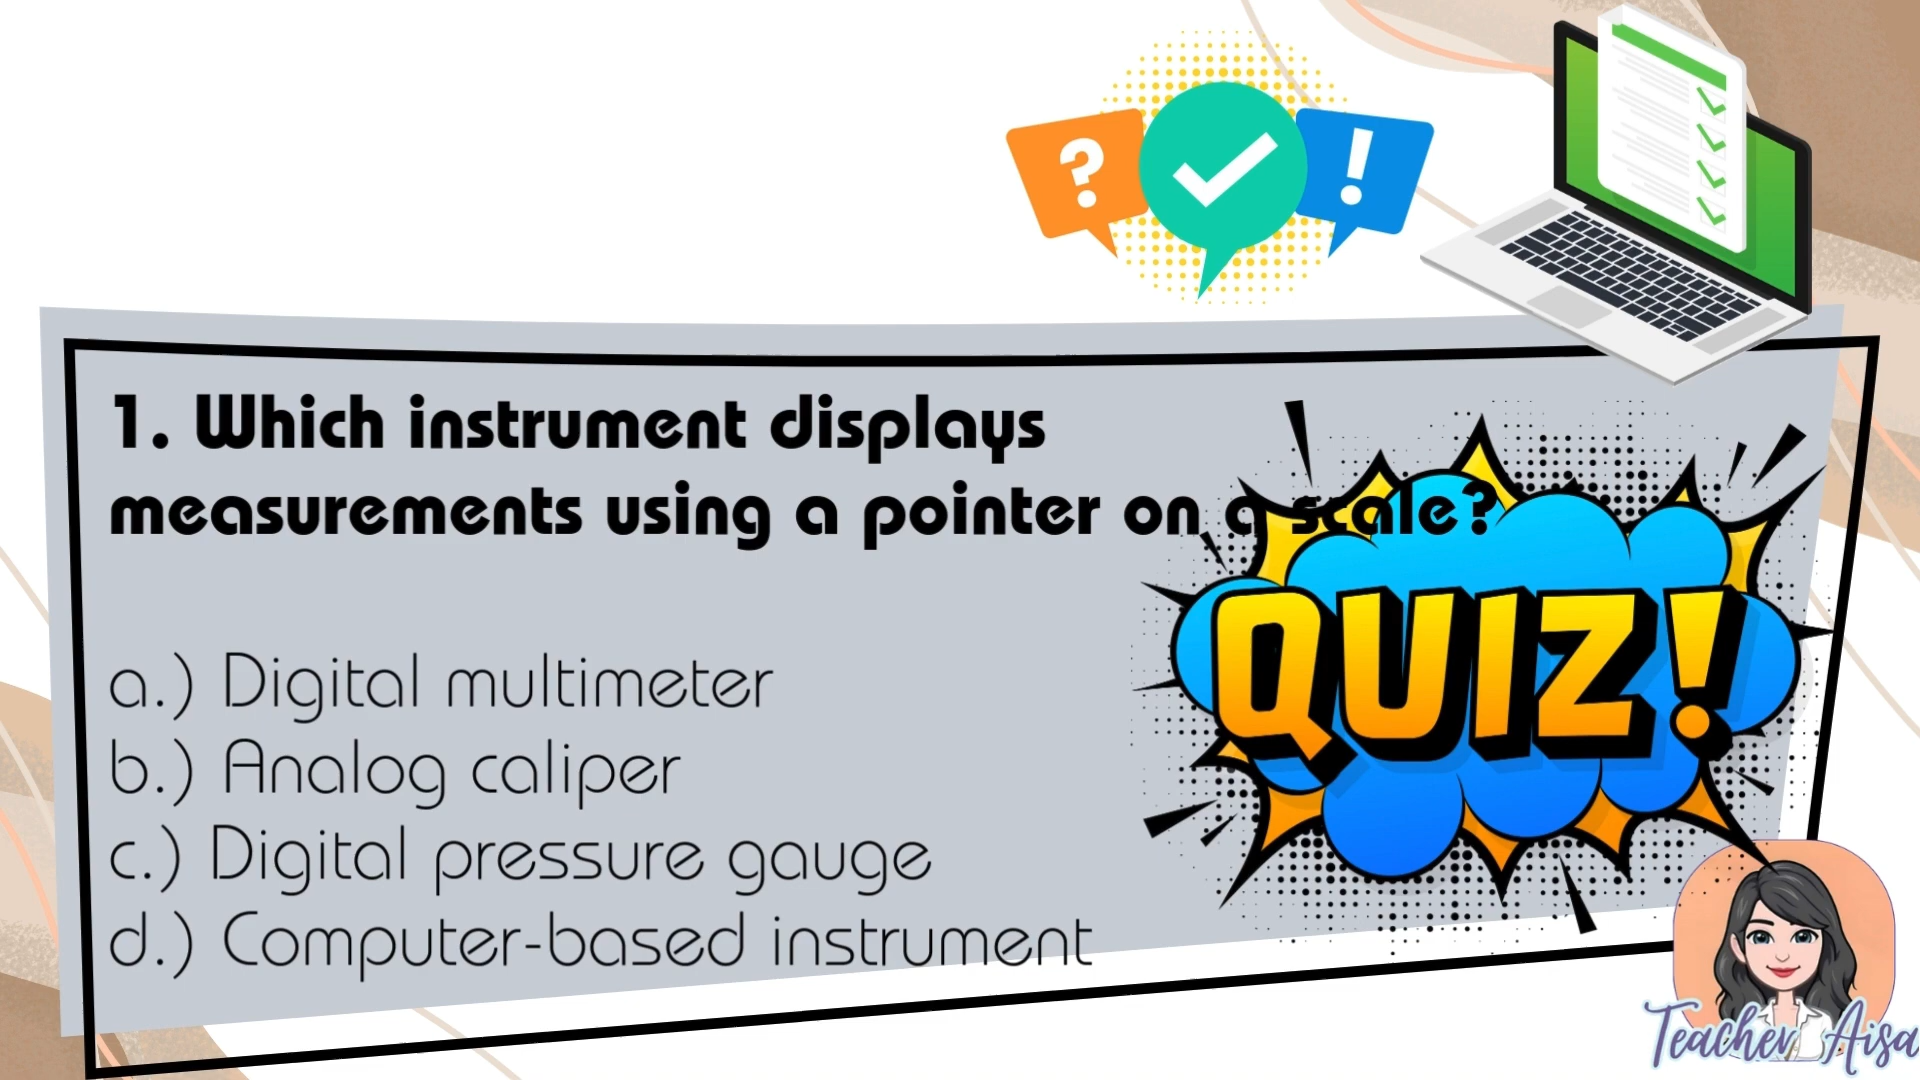 1. Which instrument displays
measurements using a pointer on a scale?
a.) Digital multimeter
b.) Analog caliper
c.) Digital pressure gauge
d.) Computer-based instrument
QUIZ!
Teacher Aisa